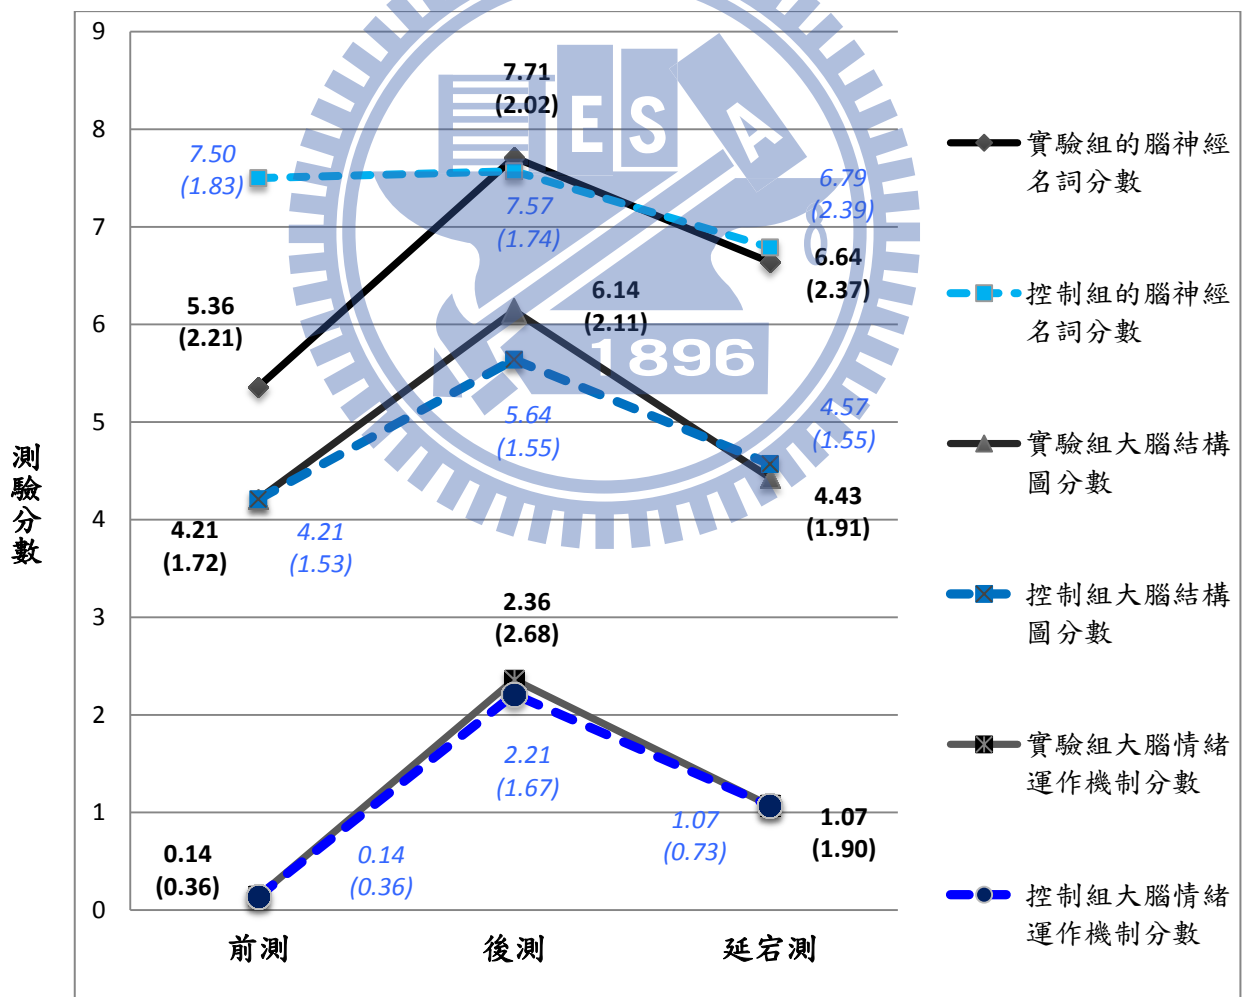 9
8
7
6
5
4
3
2
1
0
測驗分數
前測
後測
延宕測
7.50
(1.83)
5.36
(2.21)
4.21
(1.72)
4.21
(1.53)
0.14
(0.36)
0.14
(0.36)
7.71
(2.02)
7.57
(1.74)
6.14
(2.11)
5.64
(1.55)
2.36
(2.68)
2.21
(1.67)
6.79
(2.39)
6.64
(2.37)
4.57
(1.55)
4.43
(1.91)
1.07
(0.73)
1.07
(1.90)
實驗組的腦神經
名詞分數
控制組的腦神經
名詞分數
實驗組大腦結構
圖分數
控制組大腦結構
圖分數
實驗組大腦情緒
運作機制分數
控制組大腦情緒
運作機制分數
E S A
1896